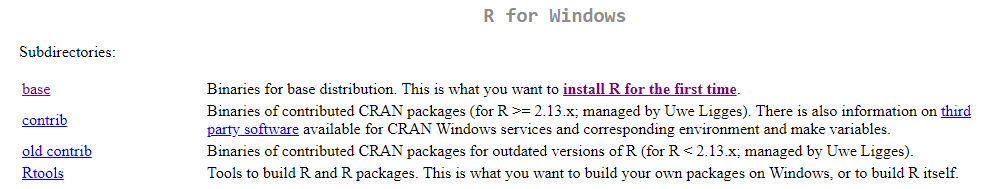 R for Windows
Subdirectories:
base Binaries for base distribution. This is what you want to install R for the first time.
contrib Binaries of contributed CRAN packages (for R >= 2.13.x; managed by Uwe Ligges). There is also information on third
party software available for CRAN Windows services and corresponding environment and make variables.
old contrib Binaries of contributed CRAN packages for outdated versions of R (for R < 2.13.x; managed by Uwe Ligges).
Rtools Tools to build R and R packages. This is what you want to build your own packages on Windows, or to build R itself.